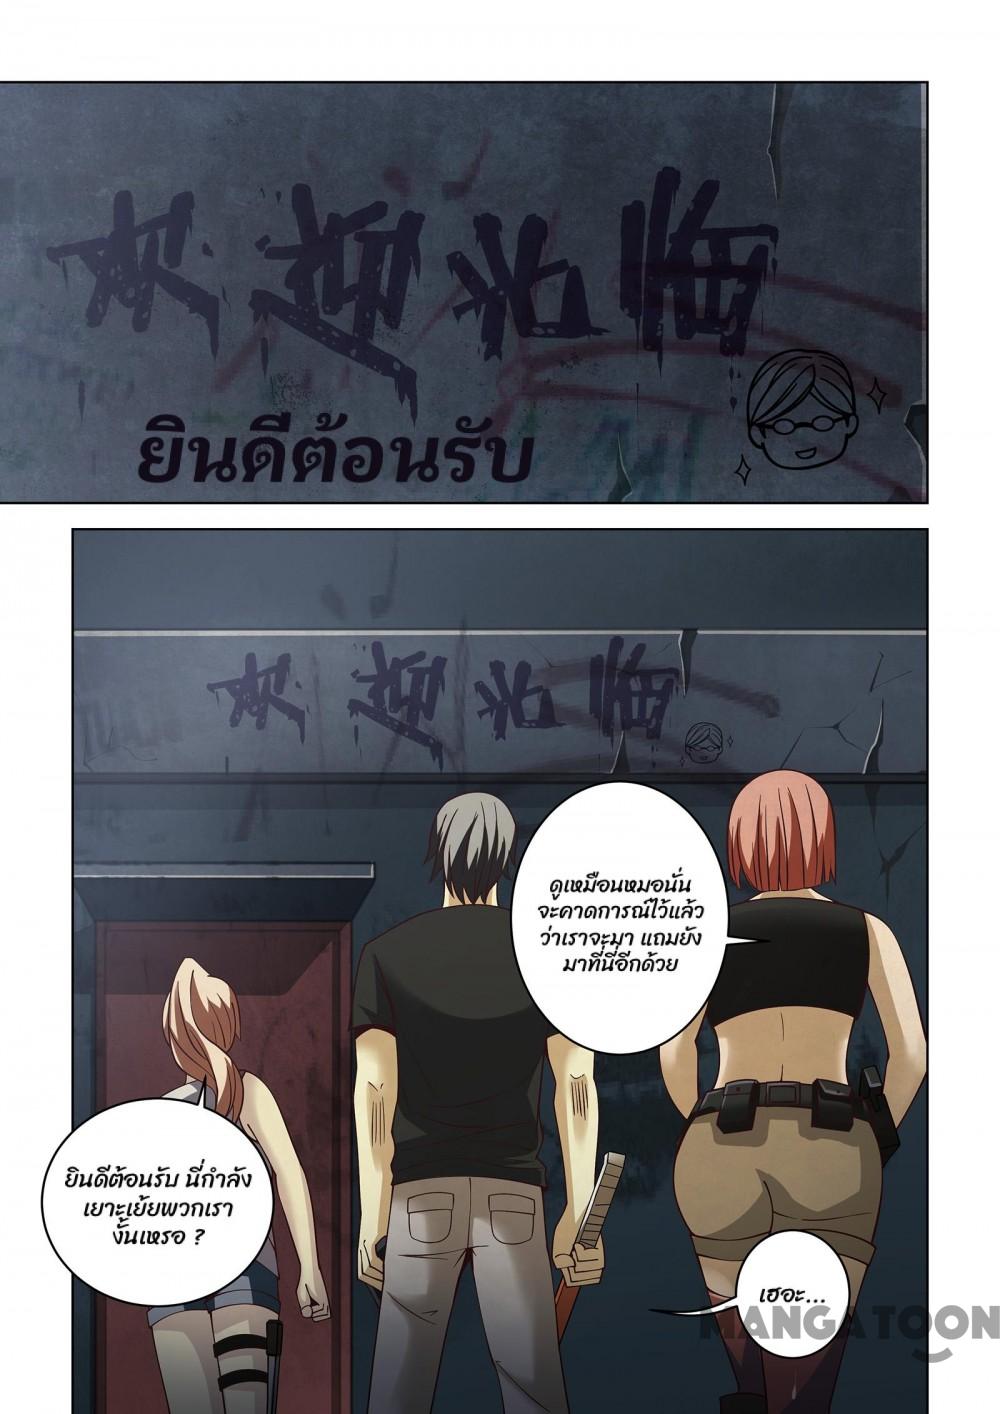 欢迎光临
ยินดีต้อนรับ
欢迎光临
ดูเหมือนหมอนั่น
จะคาดการณ์ไว้แล้ว
ว่าเราจะมา แถมยัง
มาที่นี่อีกด้วย
ยินดีต้อนรับ นี่กำลัง
เยาะเย้ยพวกเรา
งั้นเหรอ ?
เฮอะ...
MANGATOON